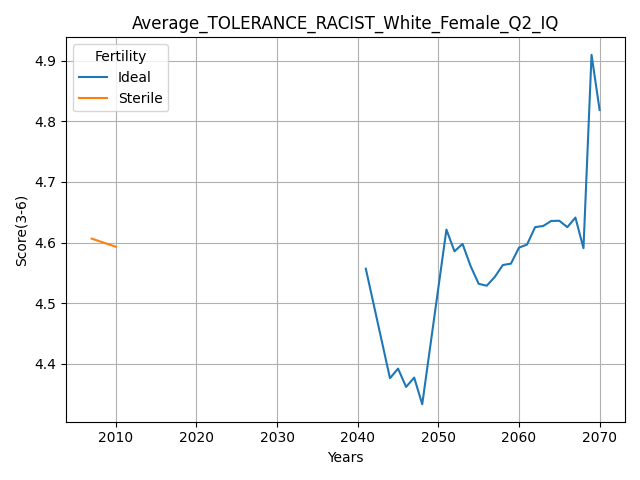 Average_TOLERANCE_RACIST_White_Female_Q2_IQ
Fertility
Ideal
Sterile
Score(3-6)
4.9
4.8
4.7
4.6
4.5
4.4
2010 2020 2030 2040 2050 2060 2070
Years